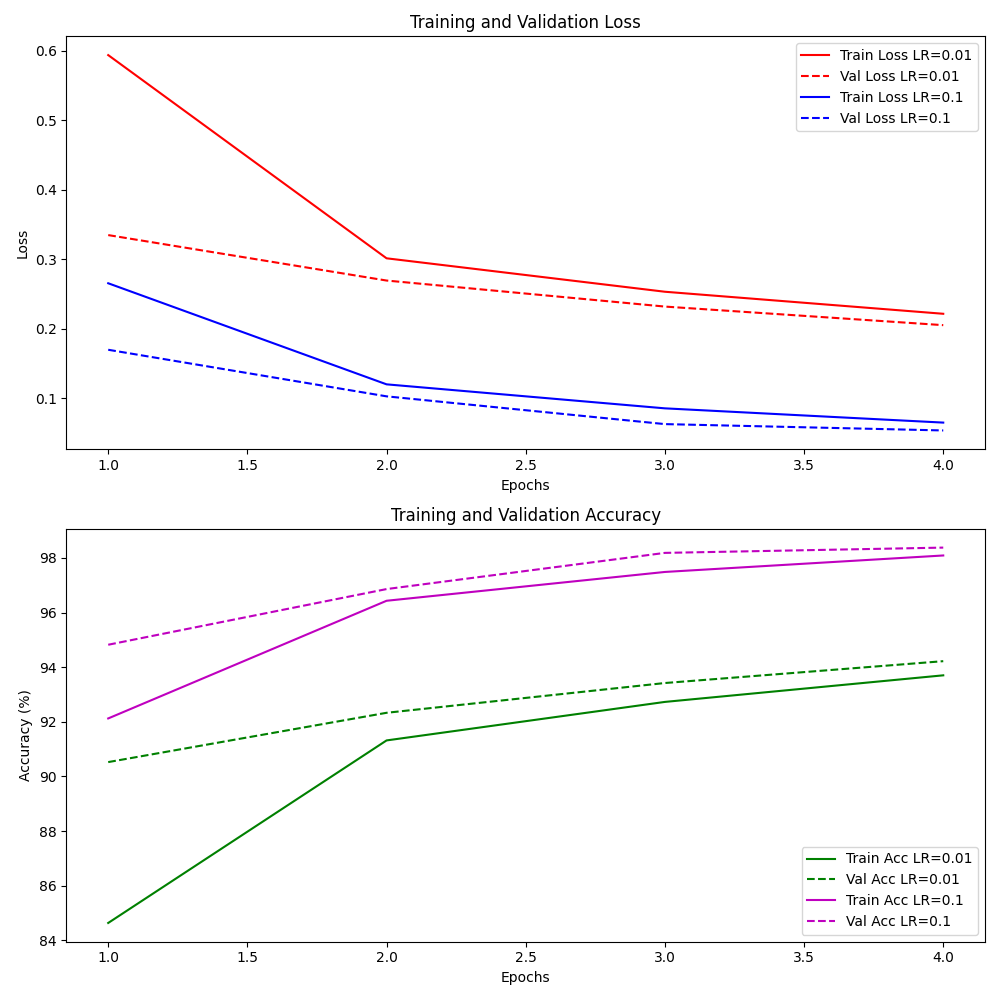 Training and Validation Loss
0.6
0.5
0.4
0.3
0.2
0.1
Loss
Train Loss LR=0.01
Val Loss LR=0.01
Train Loss LR=0.1
Val Loss LR=0.1
1.0 1.5 2.0 2.5 3.0 3.5 4.0
Epochs
Training and Validation Accuracy
98
96
94
92
90
88
86
84
Accuracy (%)
Train Acc LR=0.01
Val Acc LR=0.01
Train Acc LR=0.1
Val Acc LR=0.1
1.0 1.5 2.0 2.5 3.0 3.5 4.0
Epochs